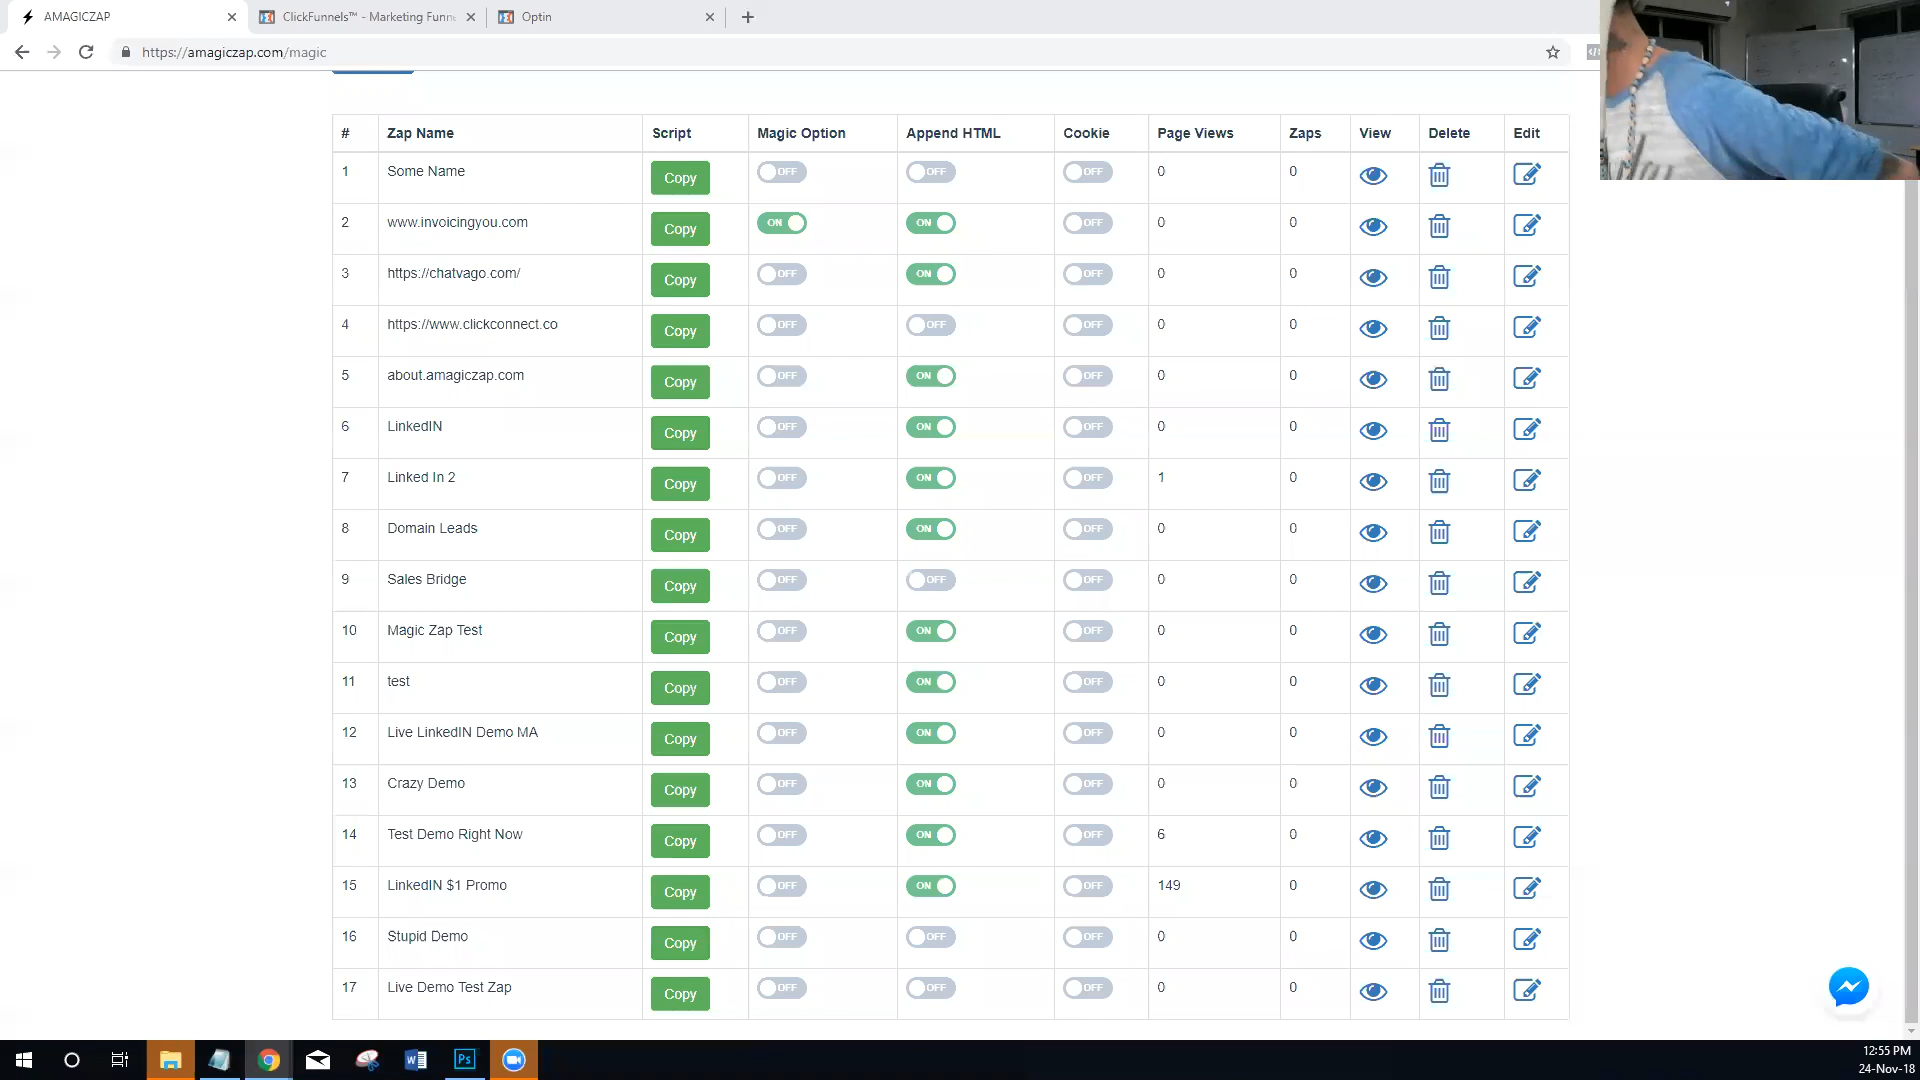 AMAGICZAP
ClickFunnels™ - Marketing Funn
Optin
https://amagiczap.com/magic
# Zap Name Script Magic Option Append HTML Cookie Page Views Zaps View Delete Edit
1 Some Name Copy OFF OFF OFF 0 0
2 www.invoicingyou.com Copy ON ON OFF 0 0
3 https://chatvago.com/ Copy OFF ON OFF 0 0
4 https://www.clickconnect.co Copy OFF OFF OFF 0 0
5 about.amagiczap.com Copy OFF ON OFF 0 0
6 LinkedIN Copy OFF ON OFF 0 0
7 Linked In 2 Copy OFF ON OFF 1 0
8 Domain Leads Copy OFF ON OFF 0 0
9 Sales Bridge Copy OFF OFF OFF 0 0
10 Magic Zap Test Copy OFF ON OFF 0 0
11 test Copy OFF ON OFF 0 0
12 Live LinkedIN Demo MA Copy OFF ON OFF 0 0
13 Crazy Demo Copy OFF ON OFF 0 0
14 Test Demo Right Now Copy OFF ON OFF 6 0
15 LinkedIN $1 Promo Copy OFF ON OFF 149 0
16 Stupid Demo Copy OFF OFF OFF 0 0
17 Live Demo Test Zap Copy OFF OFF OFF 0 0
Ps
12:55 PM
24-Nov-18